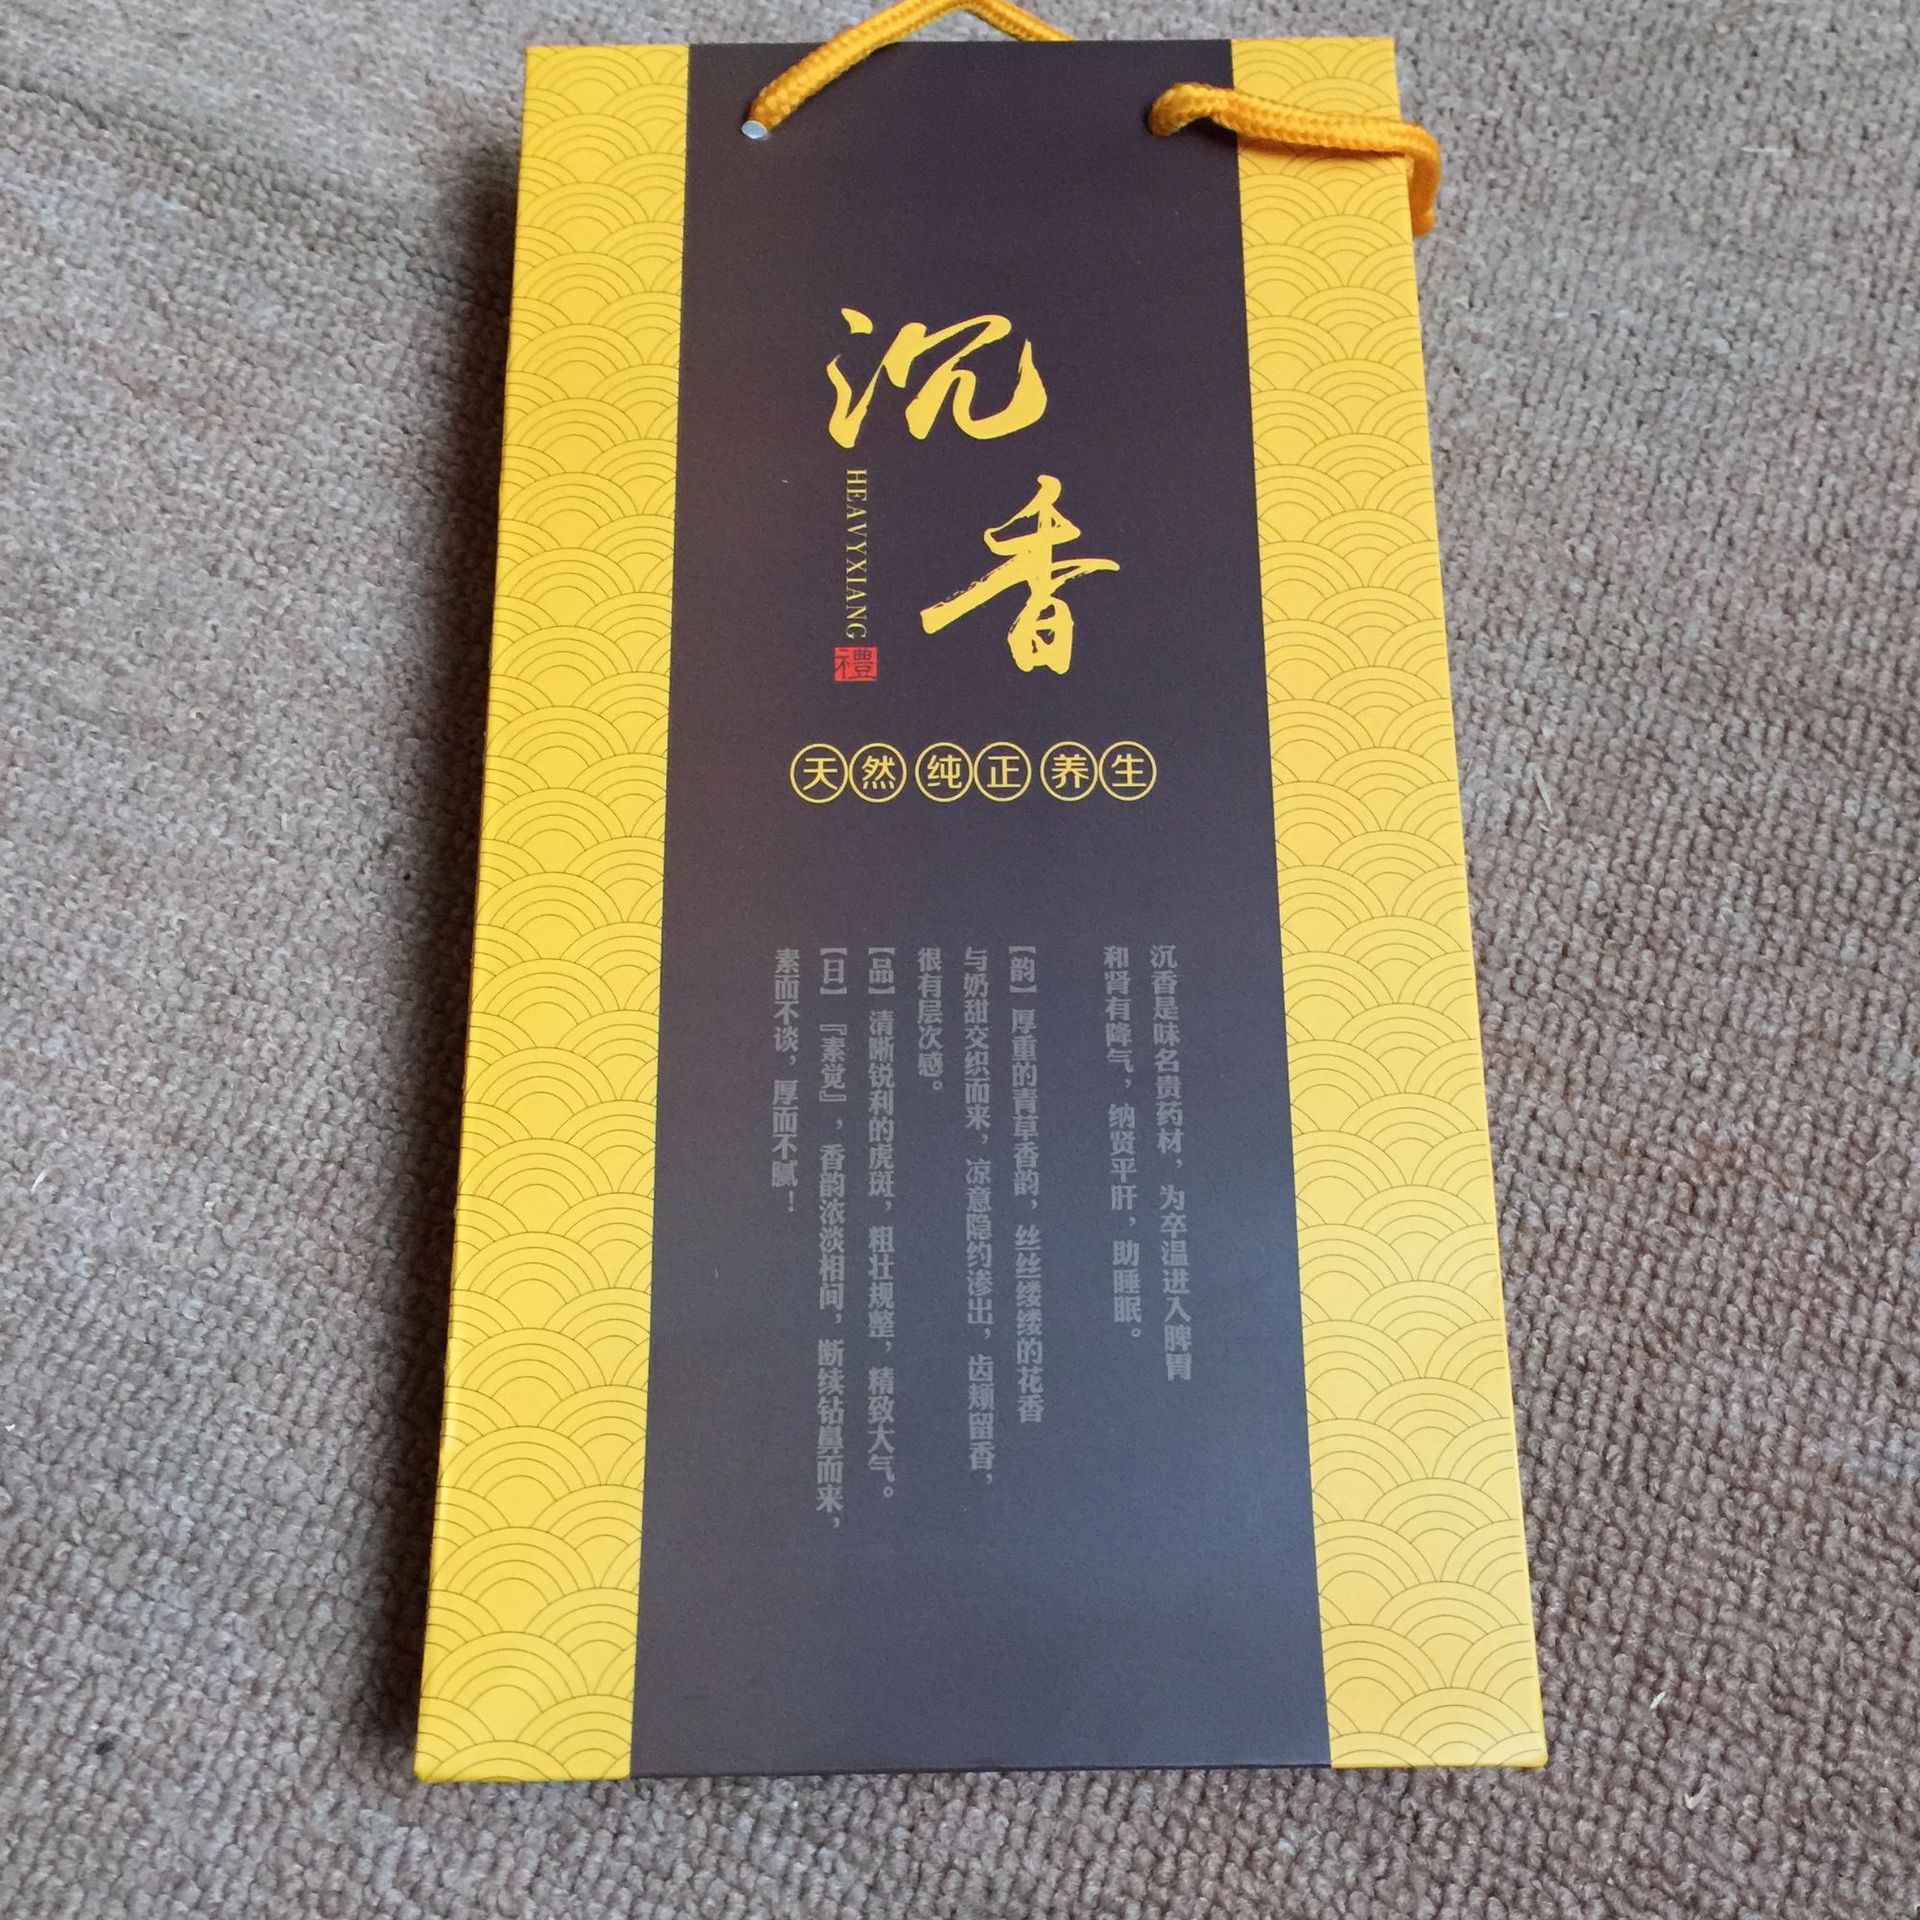 沉香
HEAVYXIANG
禮
天然 纯正 养生
沉香是味名贵药材，为卒温进入脾胃
和肾有降气，纳贤平肝，助睡眠。
【韵】厚重的青草香韵，丝丝缕缕的花香
与奶甜交织而来，凉意隐约渗出，齿颊留香，
很有层次感。
【品】清晰锐利的虎斑，粗壮规整，精致大气。
【日】『素觉』，香韵浓淡相间，断续钻鼻而来，
素而不谈，厚而不腻！